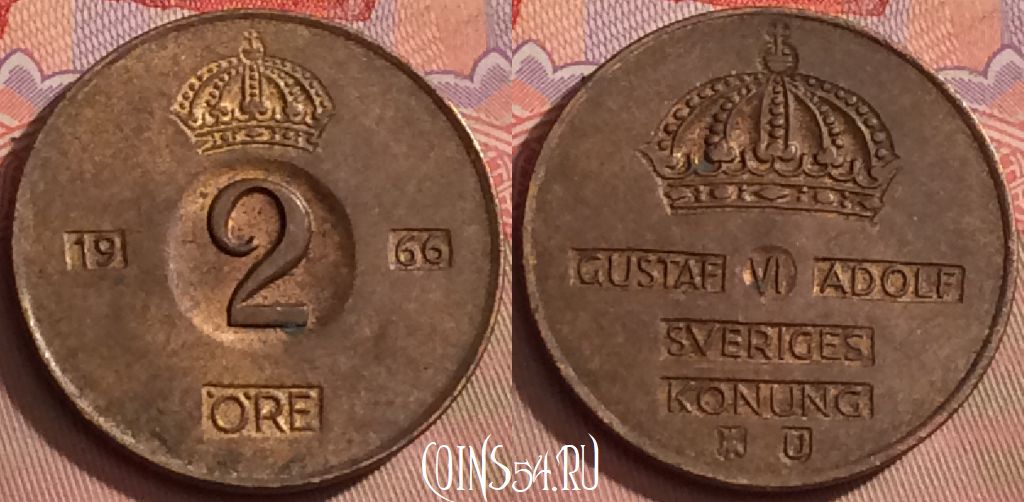 19 2 66
ÖRE
GUSTAF VI ADOLF
SVERIGES
KONUNG
U
COINS54.RU